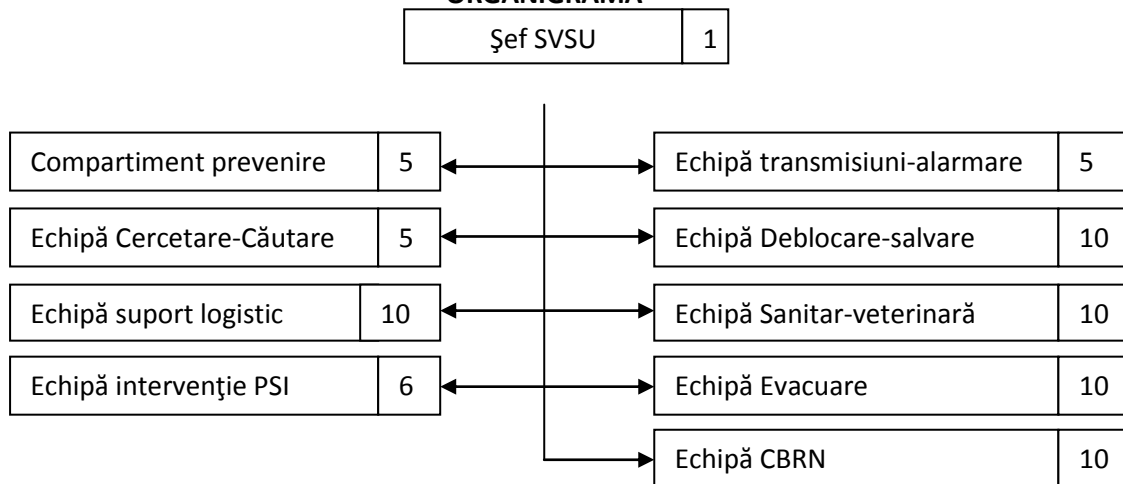 ORGANIGRAMA
Şef SVSU 1
Compartiment prevenire 5
Echipă transmisiuni-alarmare 5
Echipă Cercetare-Căutare 5
Echipă Deblocare-salvare 10
Echipă suport logistic 10
Echipă Sanitar-veterinară 10
Echipă intervenţie PSI 6
Echipă Evacuare 10
Echipă CBRN 10